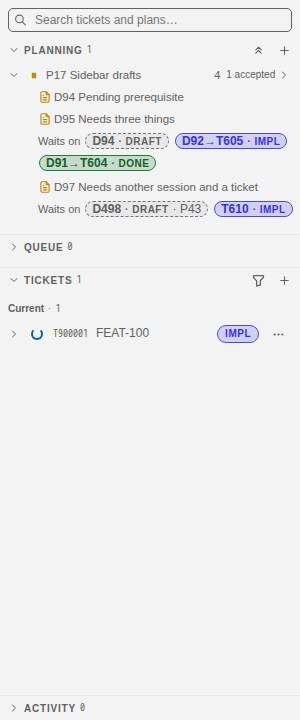 Search tickets and plans…
PLANNING 1
P17 Sidebar drafts 4 1 accepted
D94 Pending prerequisite
D95 Needs three things
Waits on D94 · DRAFT D92→T605 · IMPL
D91→T604 · DONE
D97 Needs another session and a ticket
Waits on D498 · DRAFT · P43 T610 · IMPL
QUEUE 0
TICKETS 1
Current · 1
T900001 FEAT-100 IMPL
ACTIVITY 0